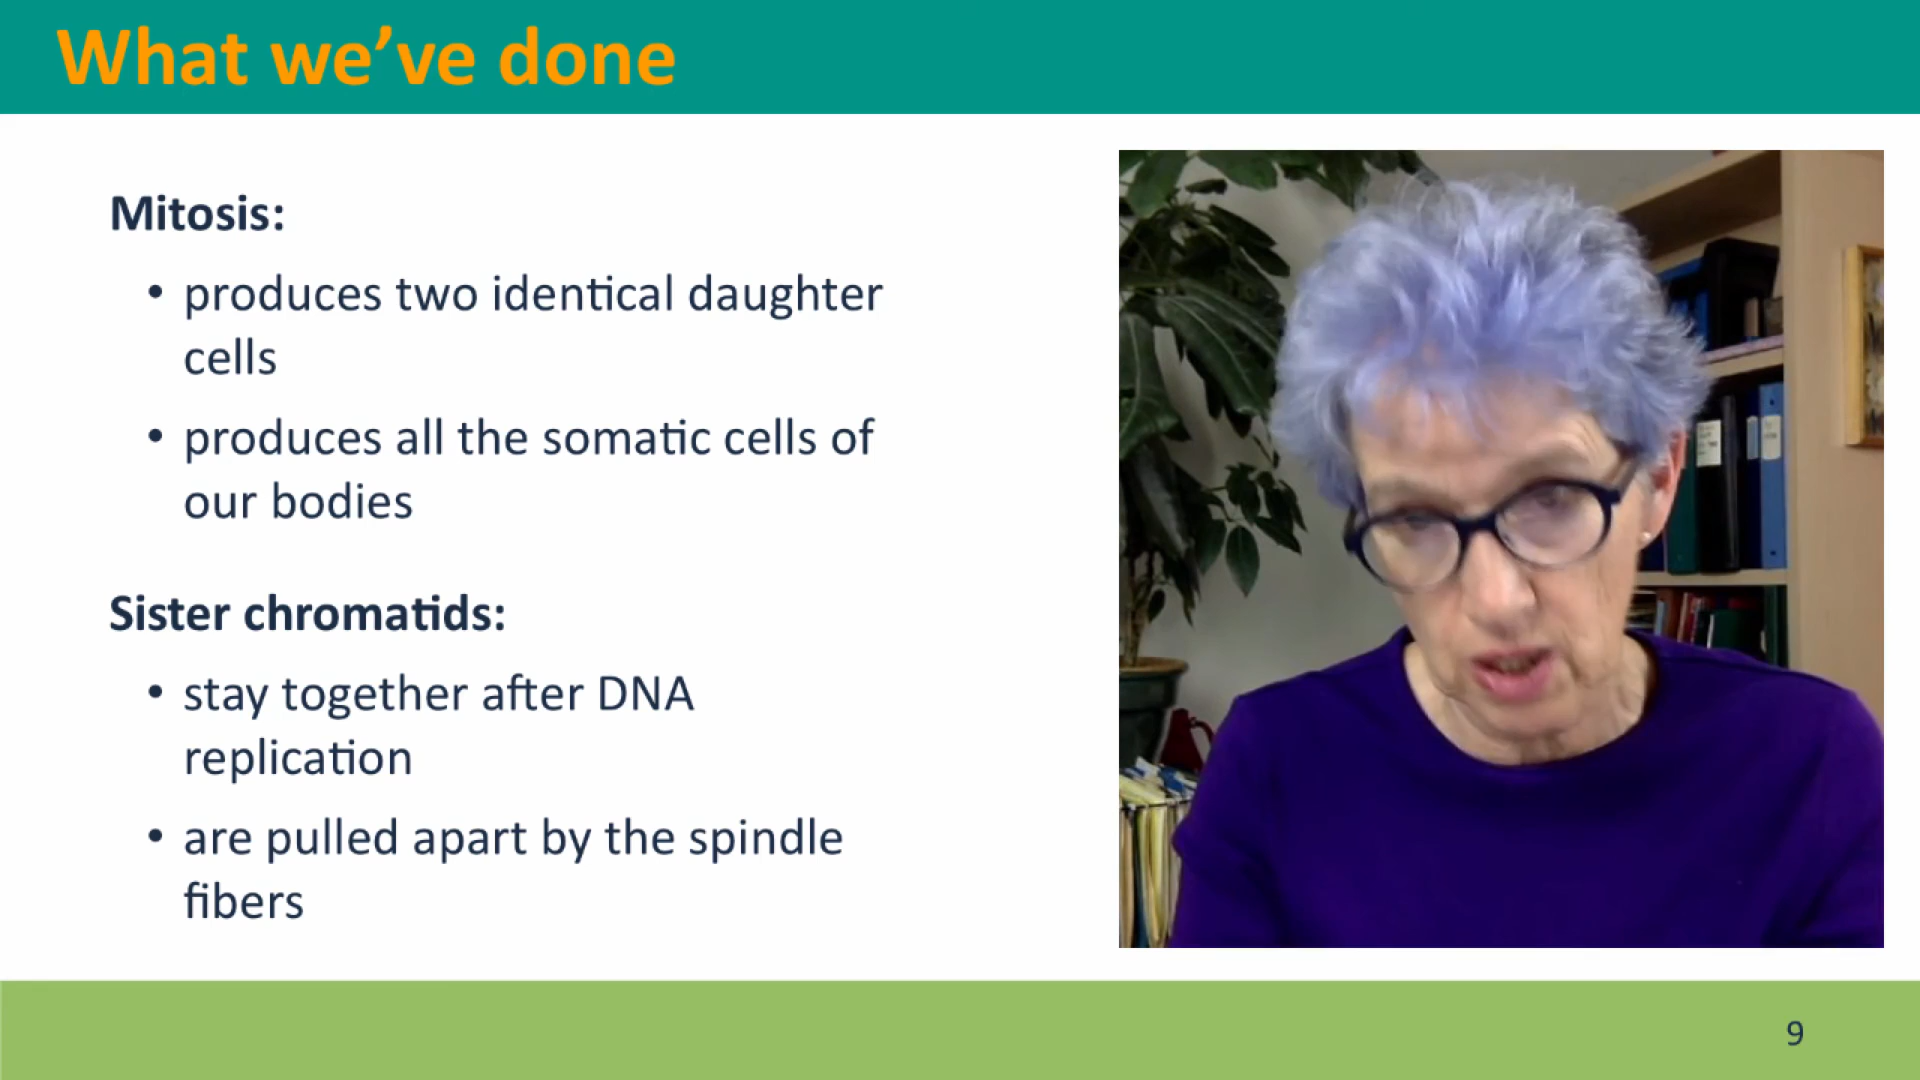 What we’ve done
Mitosis:
• produces two identical daughter
cells
• produces all the somatic cells of
our bodies
Sister chromatids:
• stay together after DNA
replication
• are pulled apart by the spindle
fibers
9